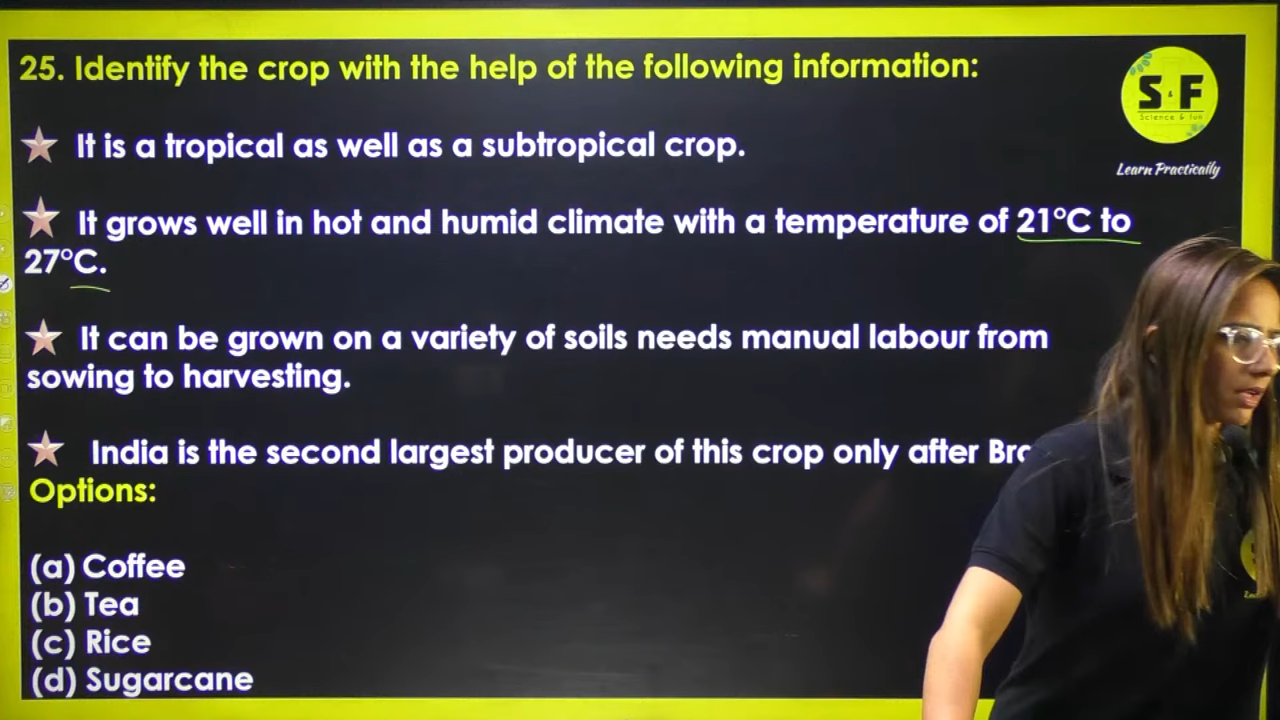 25. Identify the crop with the help of the following information:
S & F
Science & fun
Learn Practically
It is a tropical as well as a subtropical crop.
It grows well in hot and humid climate with a temperature of 21°C to
27°C.
It can be grown on a variety of soils needs manual labour from
sowing to harvesting.
India is the second largest producer of this crop only after
Options:
(a) Coffee
(b) Tea
(c) Rice
(d) Sugarcane